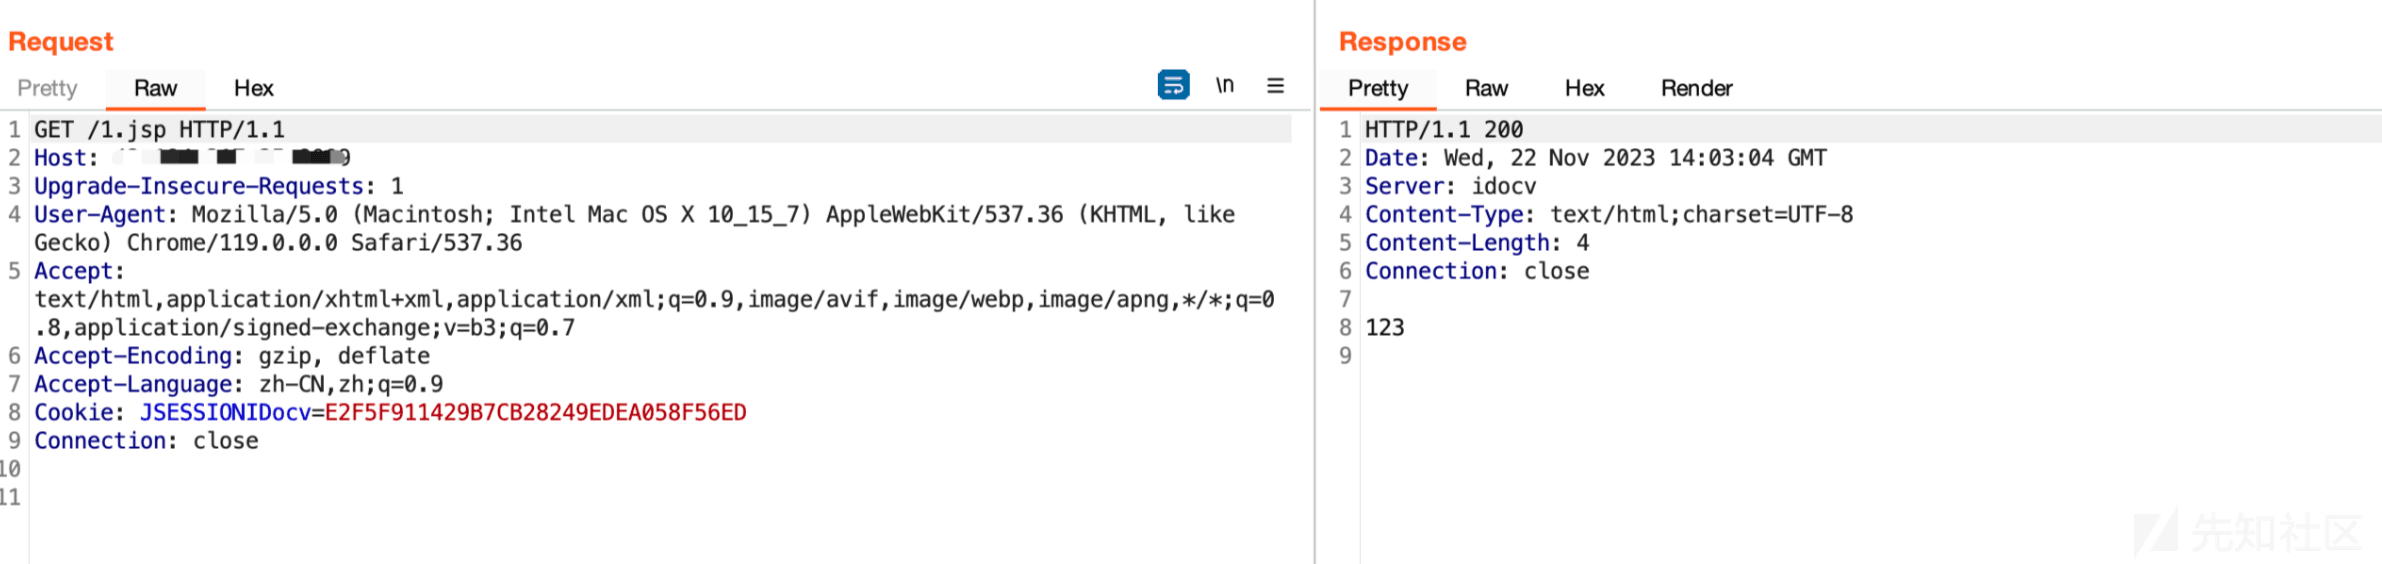 Request
Pretty Raw Hex \n
1 GET /1.jsp HTTP/1.1
2 Host:
3 Upgrade-Insecure-Requests: 1
4 User-Agent: Mozilla/5.0 (Macintosh; Intel Mac OS X 10_15_7) AppleWebKit/537.36 (KHTML, like
Gecko) Chrome/119.0.0.0 Safari/537.36
5 Accept:
text/html,application/xhtml+xml,application/xml;q=0.9,image/avif,image/webp,image/apng,*/*;q=0
.8,application/signed-exchange;v=b3;q=0.7
6 Accept-Encoding: gzip, deflate
7 Accept-Language: zh-CN,zh;q=0.9
8 Cookie: JSESSIONIDocv=E2F5F911429B7CB28249EDEA058F56ED
9 Connection: close
10
11
Response
Pretty Raw Hex Render
1 HTTP/1.1 200
2 Date: Wed, 22 Nov 2023 14:03:04 GMT
3 Server: idocv
4 Content-Type: text/html;charset=UTF-8
5 Content-Length: 4
6 Connection: close
7
8 123
9
先知社区